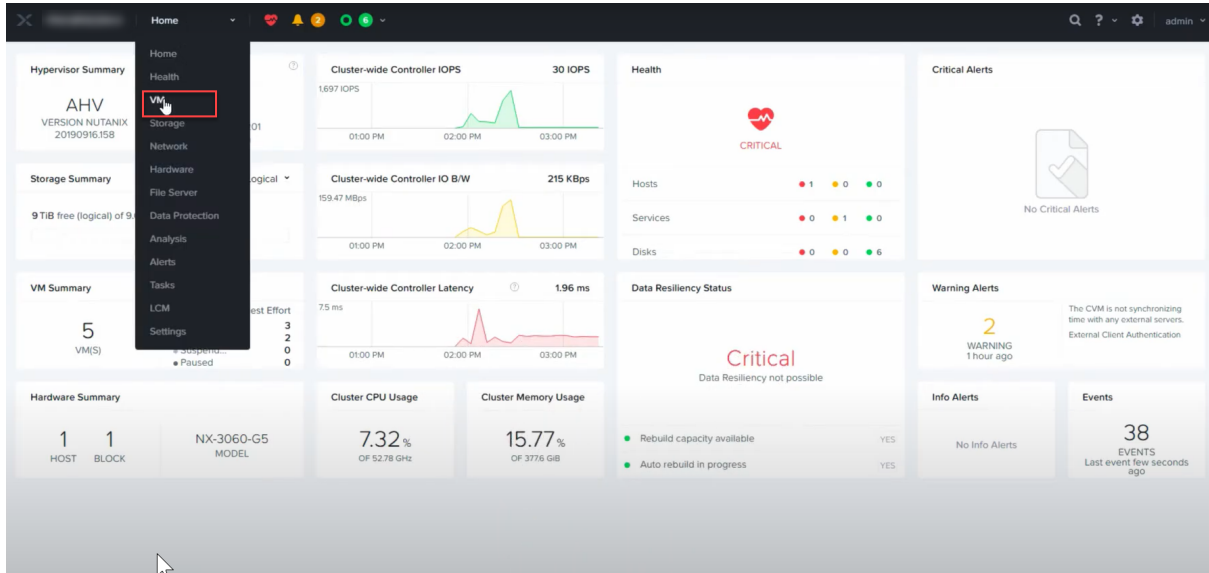 Home
2
6
?
admin
Home
Health
VM
Storage
Network
Hardware
File Server
Data Protection
Analysis
Alerts
Tasks
LCM
Settings
Hypervisor Summary
?
AHV
VERSION NUTANIX
20190916.158
:01
Cluster-wide Controller IOPS 30 IOPS
1,697 IOPS
01:00 PM 02:00 PM 03:00 PM
Health
CRITICAL
Hosts 1 0 0
Services 0 1 0
Disks 0 0 6
Critical Alerts
No Critical Alerts
Storage Summary ogical
9 TiB free (logical) of 9.
Cluster-wide Controller IO B/W 215 KBps
159.47 MBps
01:00 PM 02:00 PM 03:00 PM
VM Summary
5
VM(S)
est Effort
3
2
Suspend... 0
Paused 0
Cluster-wide Controller Latency ? 1.96 ms
7.5 ms
01:00 PM 02:00 PM 03:00 PM
Data Resiliency Status
Critical
Data Resiliency not possible
Rebuild capacity available YES
Auto rebuild in progress YES
Warning Alerts
2
WARNING
1 hour ago
The CVM is not synchronizing
time with any external servers.
External Client Authentication
Hardware Summary
1 1
HOST BLOCK
NX-3060-G5
MODEL
Cluster CPU Usage
7.32 %
OF 52.78 GHz
Cluster Memory Usage
15.77 %
OF 377.6 GiB
Info Alerts
No Info Alerts
Events
38
EVENTS
Last event few seconds
ago